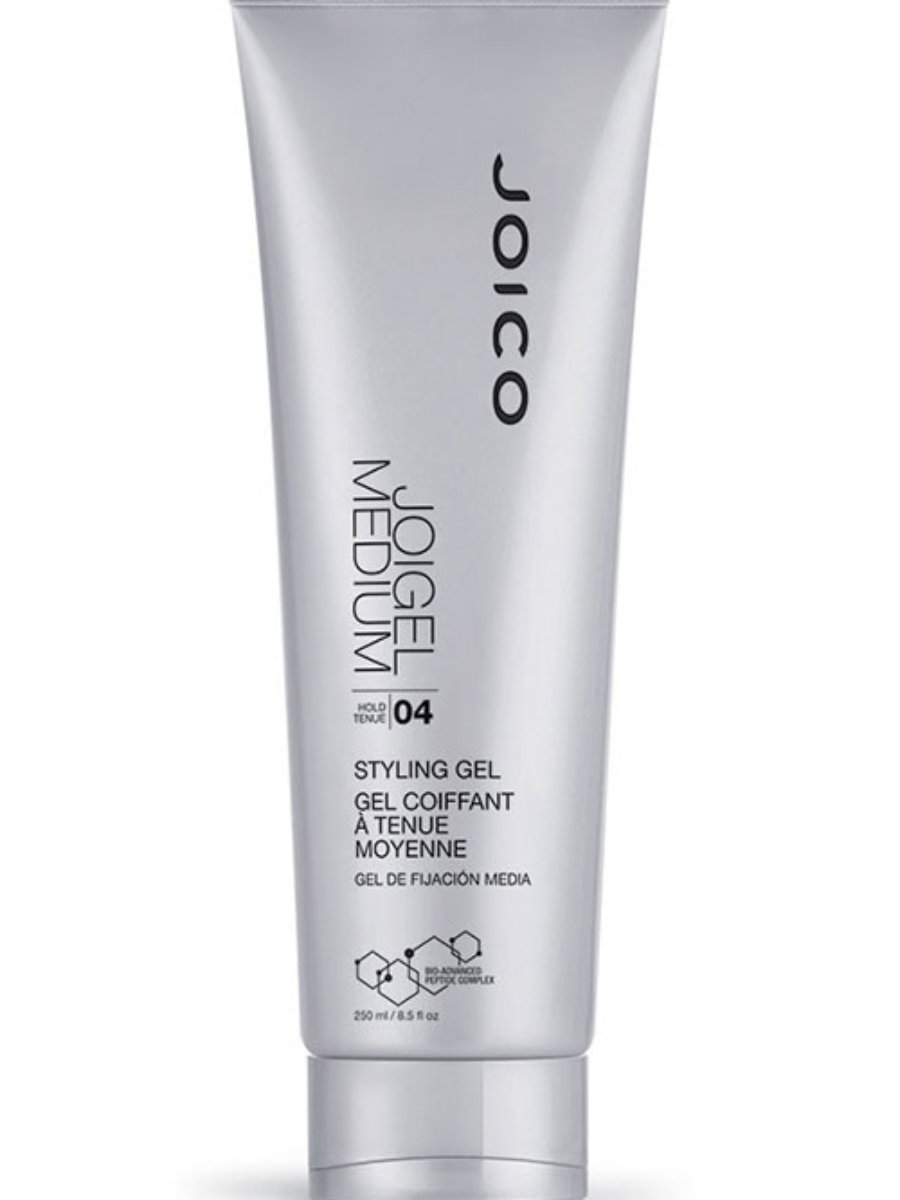 JOICO
JOIGEL
MEDIUM
HOLD
TENUE
04
STYLING GEL
GEL COIFFANT
À TENUE
MOYENNE
GEL DE FIJACIÓN MEDIA
BIO-ADVANCED
PEPTIDE COMPLEX
250 ml / 8.5 fl oz